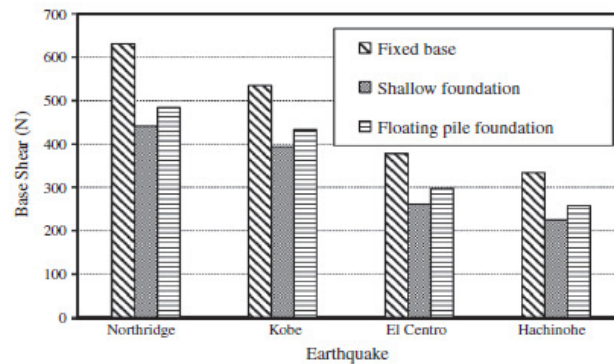 700
600
500
400
300
200
100
0
Base Shear (N)
Fixed base
Shallow foundation
Floating pile foundation
Northridge Kobe El Centro Hachinohe
Earthquake